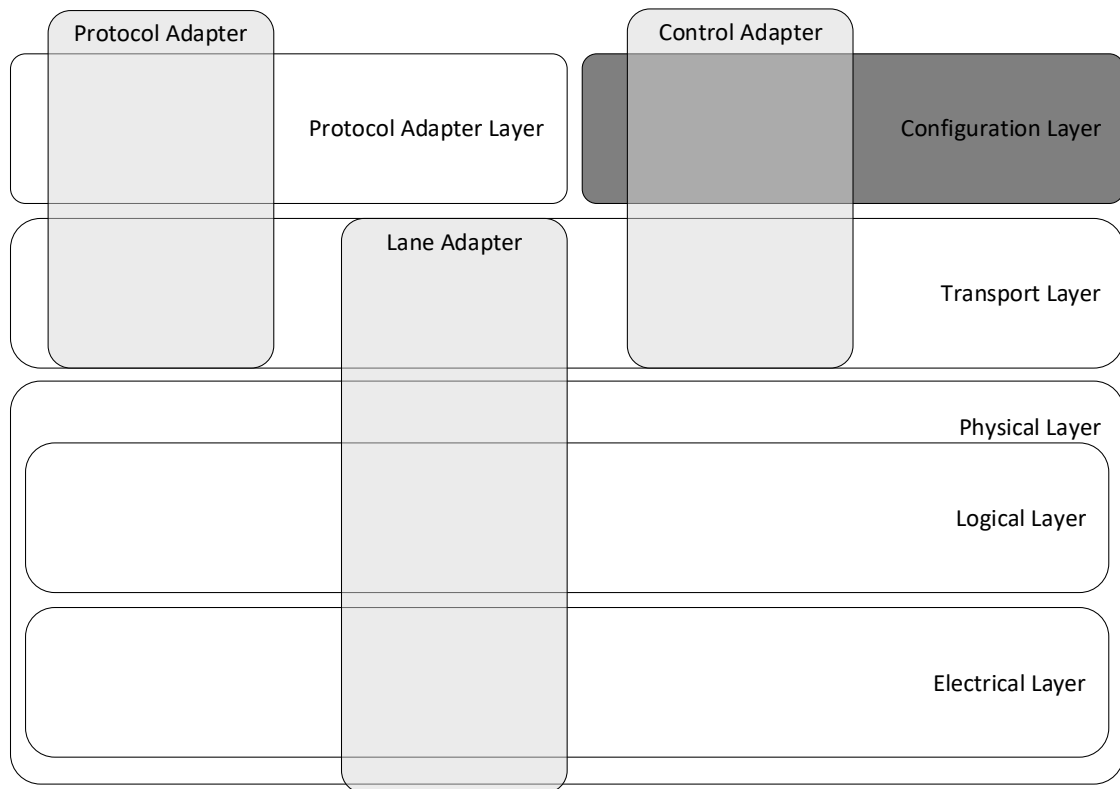 Protocol Adapter
Control Adapter
Protocol Adapter Layer
Configuration Layer
Lane Adapter
Transport Layer
Physical Layer
Logical Layer
Electrical Layer